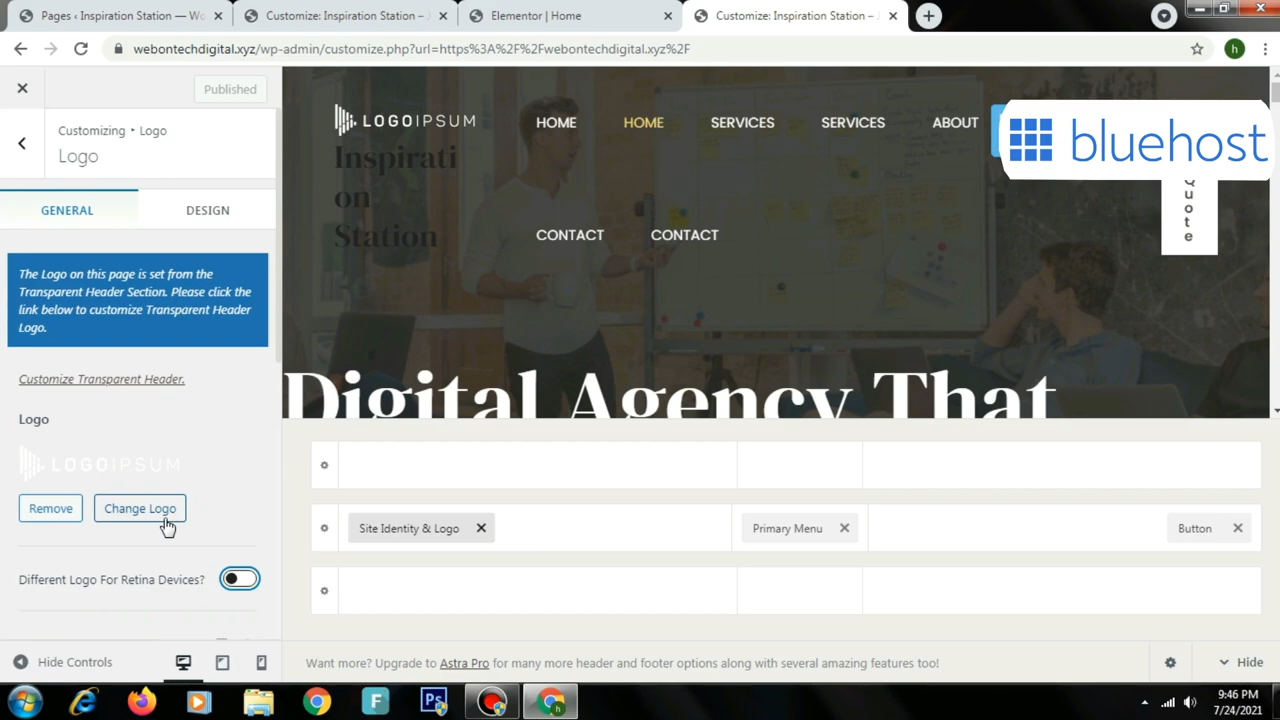 Pages ‹ Inspiration Station — Wo
Customize: Inspiration Station –
Elementor | Home
Customize: Inspiration Station –
webontechdigital.xyz/wp-admin/customize.php?url=https%3A%2F%2Fwebontechdigital.xyz%2F
h
Published
Customizing ‣ Logo
Logo
GENERAL
DESIGN
The Logo on this page is set from the
Transparent Header Section. Please click the
link below to customize Transparent Header
Logo.
Customize Transparent Header.
Logo
LOGOIPSUM
Remove
Change Logo
Different Logo For Retina Devices?
Hide Controls
LOGOIPSUM
Inspirati
on
Station
HOME
HOME
SERVICES
SERVICES
ABOUT
CONTACT
CONTACT
bluehost
Quote
Digital Agency That
Site Identity & Logo
Primary Menu
Button
Want more? Upgrade to Astra Pro for many more header and footer options along with several amazing features too!
Hide
F
Ps
h
9:46 PM
7/24/2021